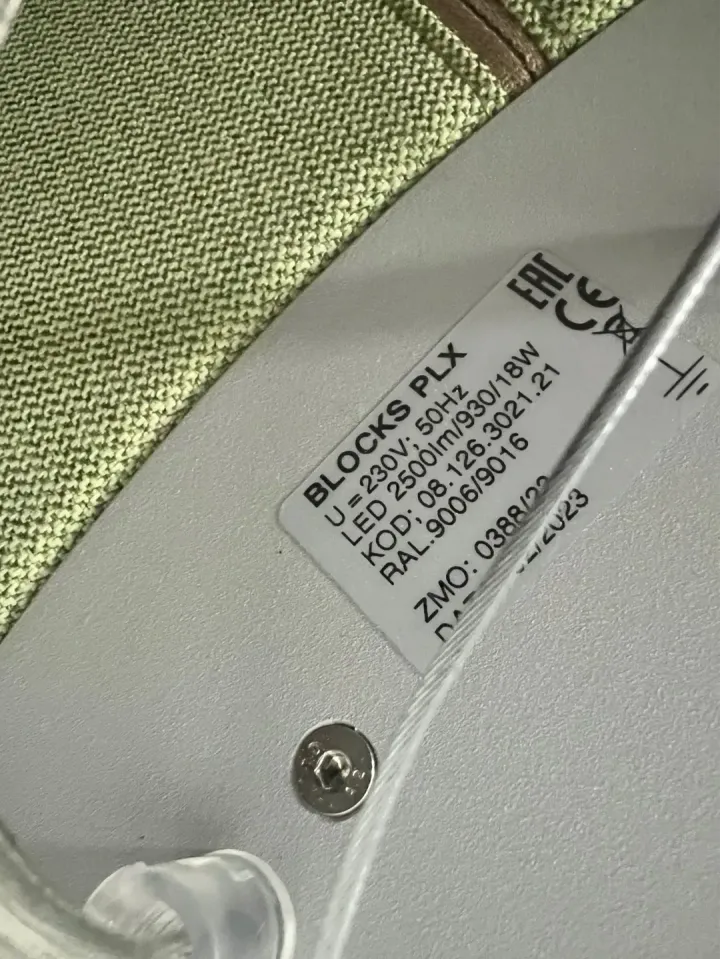 BLOCKS PLX
U = 230V; 50Hz
LED 2500lm/930/18W
KOD; 08.126.3021.21
RAL.9006/9016
ZMO: 0388/
EAC
CE